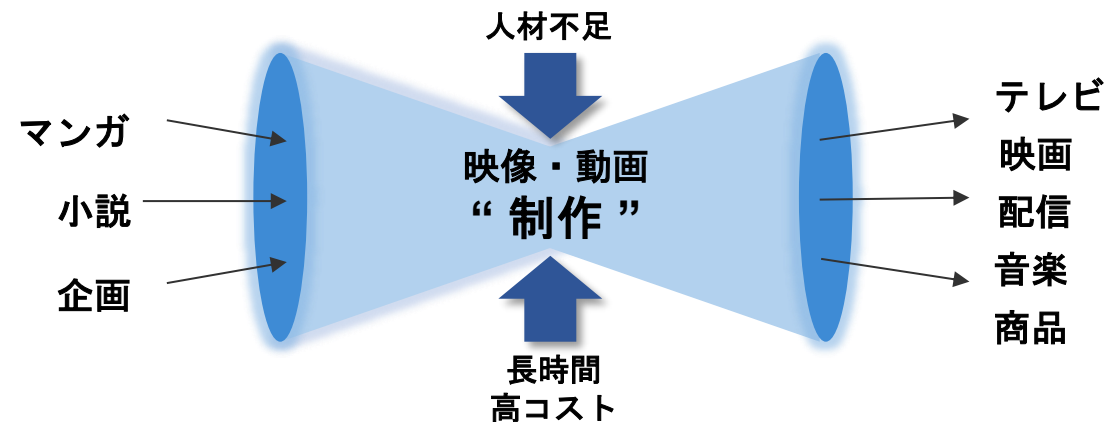 人材不足
マンガ
小説
企画
映像・動画
“ 制作 ”
長時間
高コスト
テレビ
映画
配信
音楽
商品